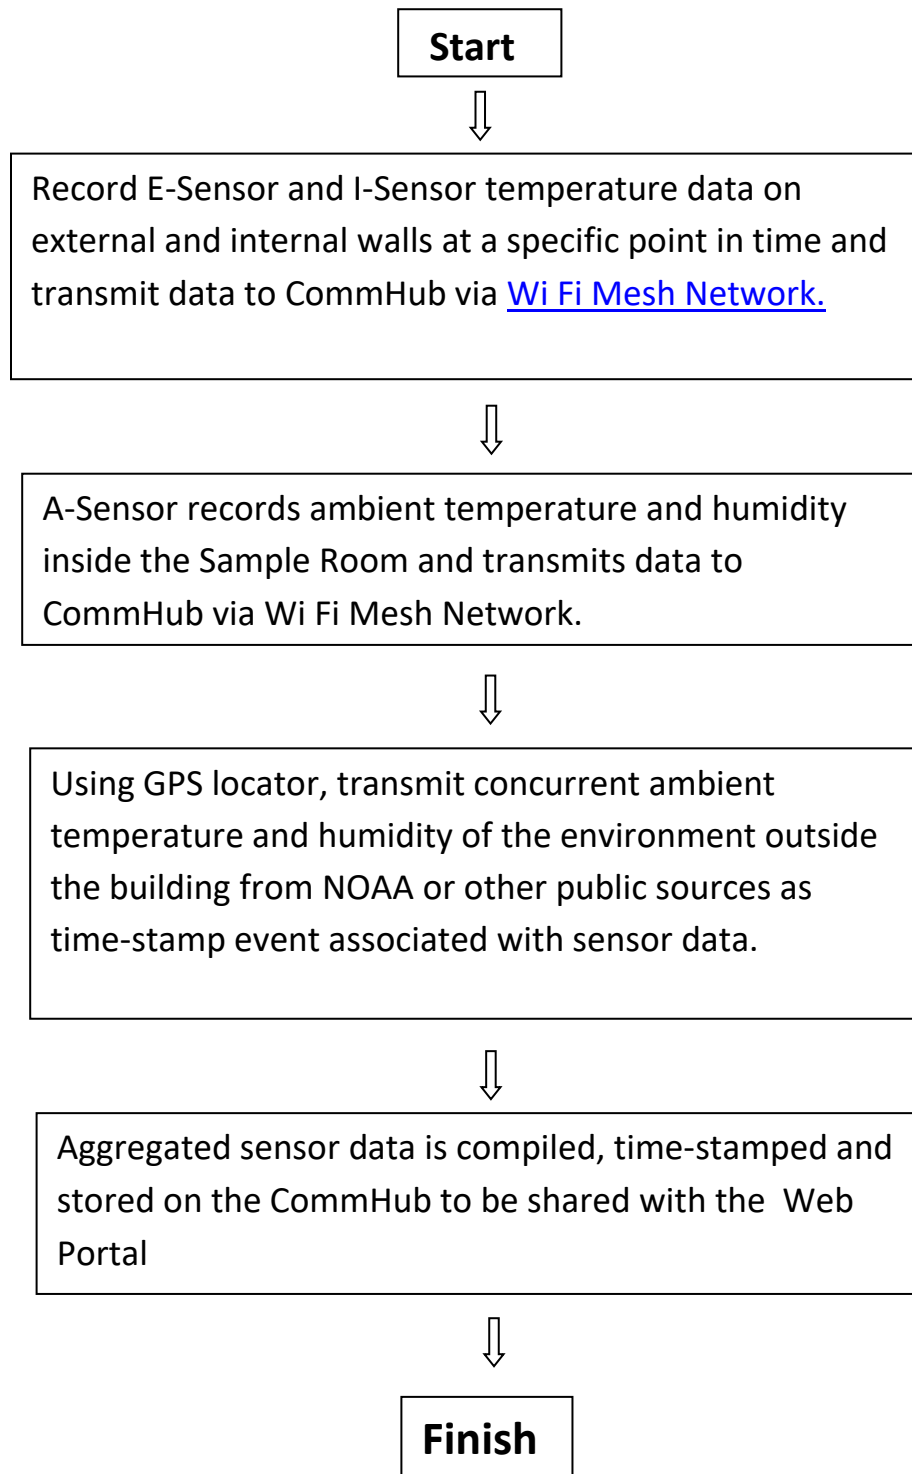 Start
Record E-Sensor and I-Sensor temperature data on
external and internal walls at a specific point in time and
transmit data to CommHub via Wi Fi Mesh Network.
A-Sensor records ambient temperature and humidity
inside the Sample Room and transmits data to
CommHub via Wi Fi Mesh Network.
Using GPS locator, transmit concurrent ambient
temperature and humidity of the environment outside
the building from NOAA or other public sources as
time-stamp event associated with sensor data.
Aggregated sensor data is compiled, time-stamped and
stored on the CommHub to be shared with the  Web
Portal
Finish